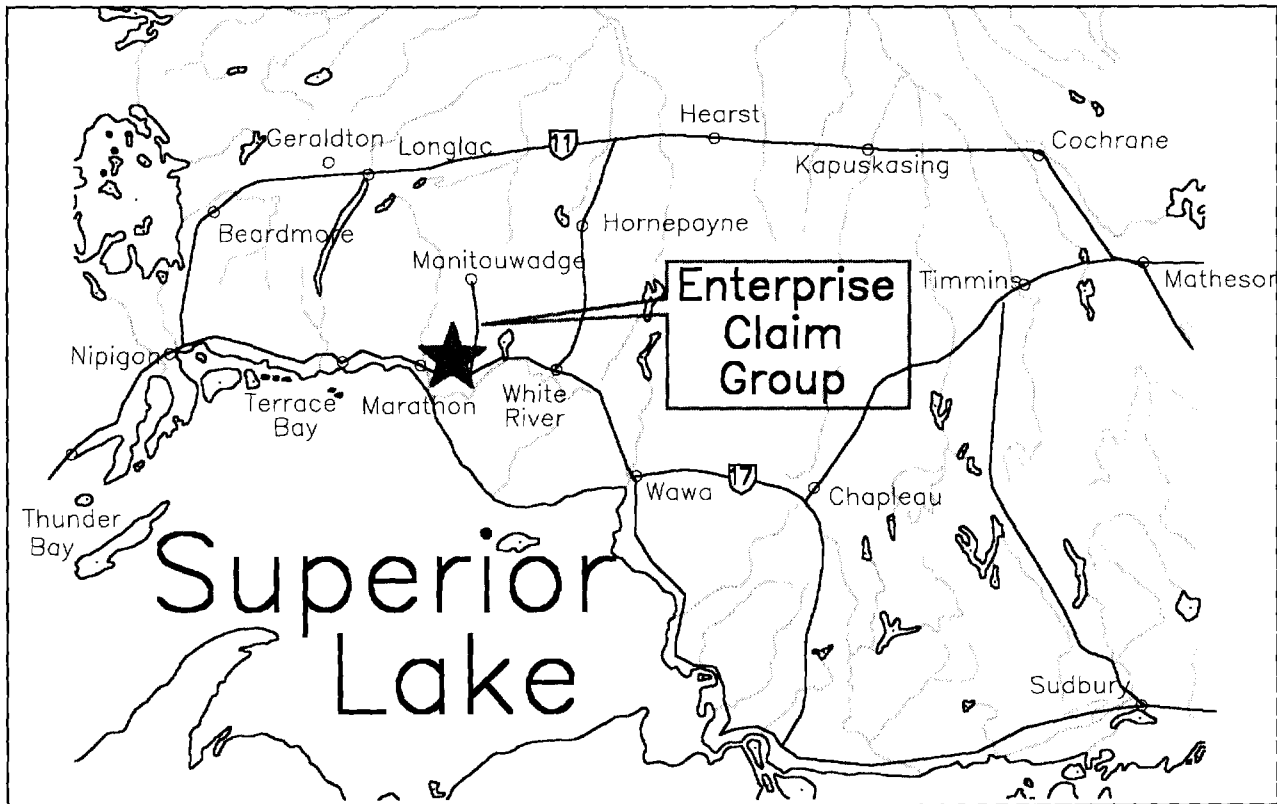 Hearst
11
Geraldton
Longlac
Cochrane
Kapuskasing
Beardmore
Hornepayne
Manitouwadge
Timmins
Matheson
Enterprise
Claim
Group
Nipigon
Terrace
Bay
Marathon
White
River
Wawa
17
Chapleau
Thunder
Bay
Superior
Lake
Sudbury